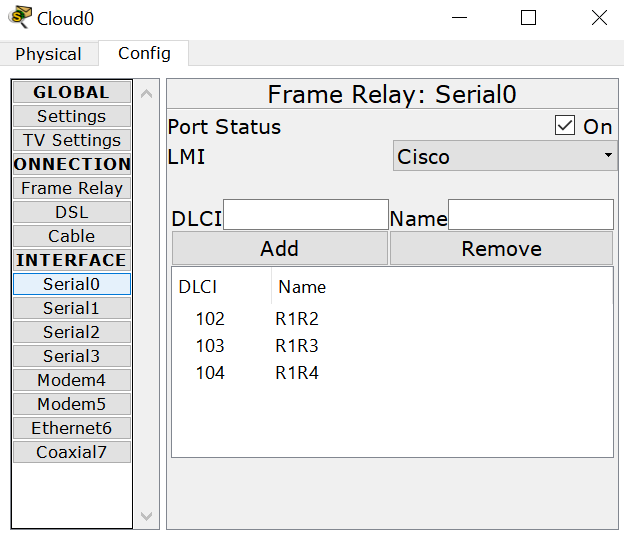 Cloud0
Physical Config
GLOBAL
Settings
TV Settings
ONNECTION
Frame Relay
DSL
Cable
INTERFACE
Serial0
Serial1
Serial2
Serial3
Modem4
Modem5
Ethernet6
Coaxial7
Frame Relay: Serial0
Port Status On
LMI Cisco
DLCI Name
Add Remove
DLCI Name
102 R1R2
103 R1R3
104 R1R4